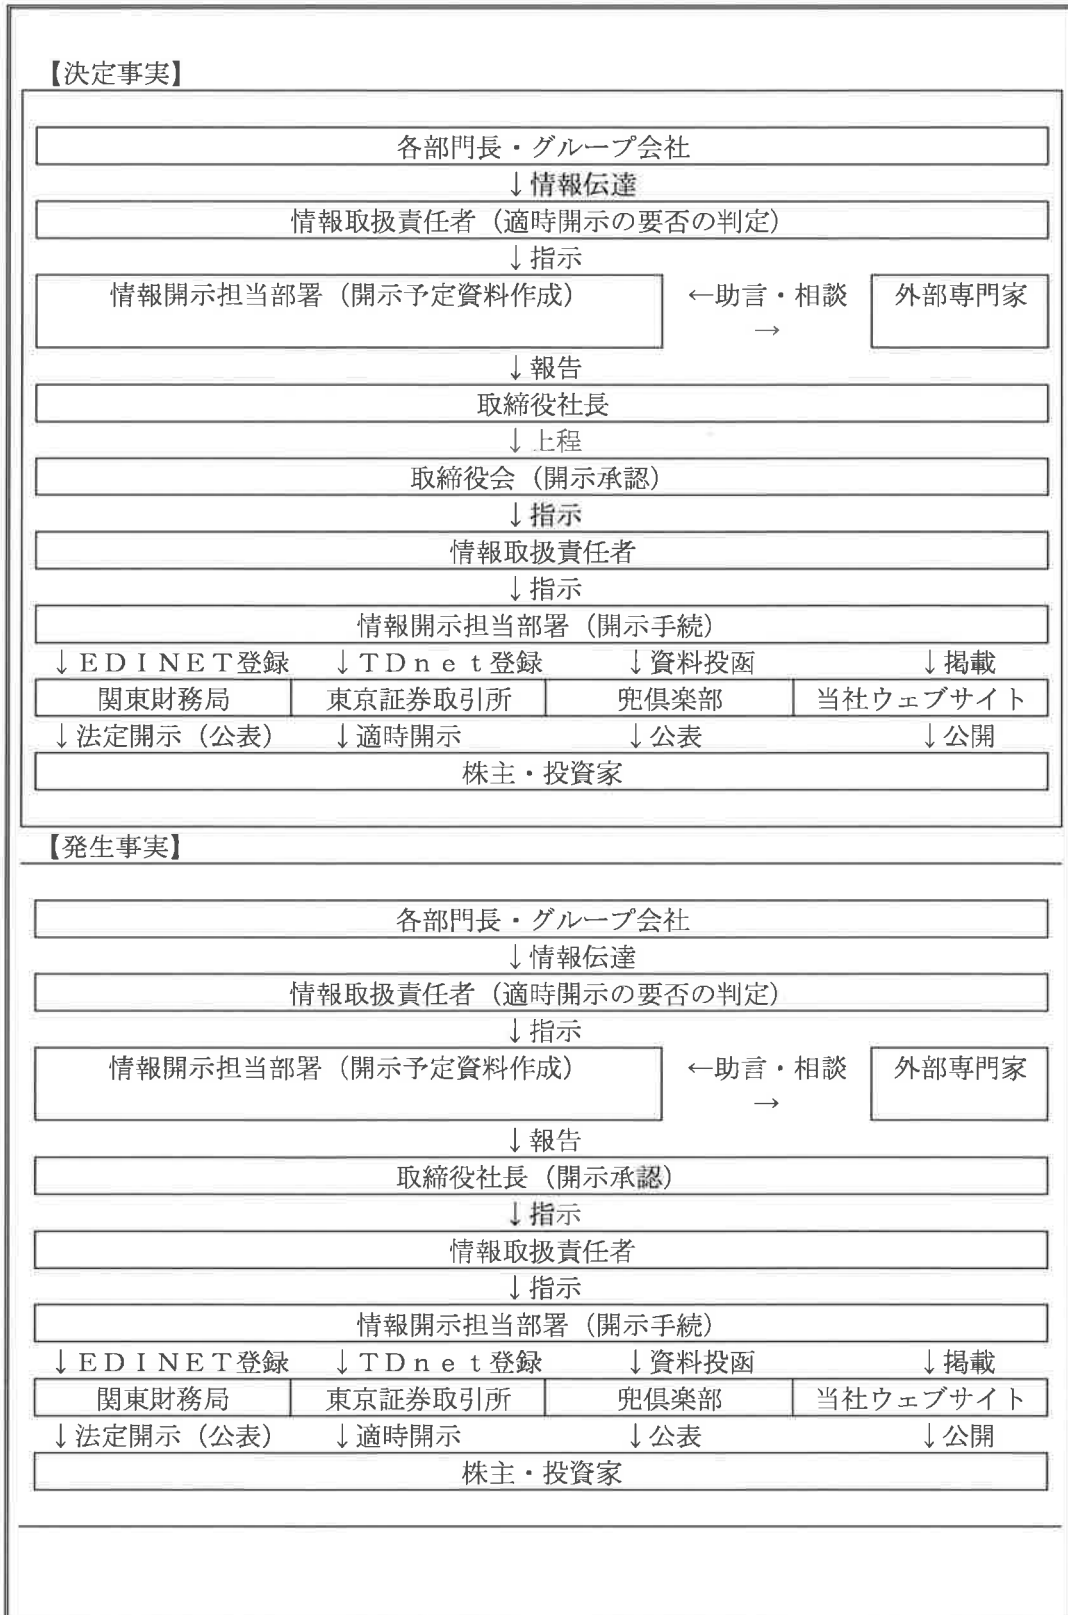 【決定事実】
各部門長・グループ会社
↓情報伝達
情報取扱責任者（適時開示の要否の判定）
↓指示
情報開示担当部署（開示予定資料作成） ←助言・相談 外部専門家
→
↓報告
取締役社長
↓上程
取締役会（開示承認）
↓指示
情報取扱責任者
↓指示
情報開示担当部署（開示手続）
↓ＥＤＩＮＥＴ登録 ↓ＴＤｎｅｔ登録 ↓資料投函 ↓掲載
関東財務局 東京証券取引所 兜倶楽部 当社ウェブサイト
↓法定開示（公表） ↓適時開示 ↓公表 ↓公開
株主・投資家
【発生事実】
各部門長・グループ会社
↓情報伝達
情報取扱責任者（適時開示の要否の判定）
↓指示
情報開示担当部署（開示予定資料作成） ←助言・相談 外部専門家
→
↓報告
取締役社長（開示承認）
↓指示
情報取扱責任者
↓指示
情報開示担当部署（開示手続）
↓ＥＤＩＮＥＴ登録 ↓ＴＤｎｅｔ登録 ↓資料投函 ↓掲載
関東財務局 東京証券取引所 兜倶楽部 当社ウェブサイト
↓法定開示（公表） ↓適時開示 ↓公表 ↓公開
株主・投資家